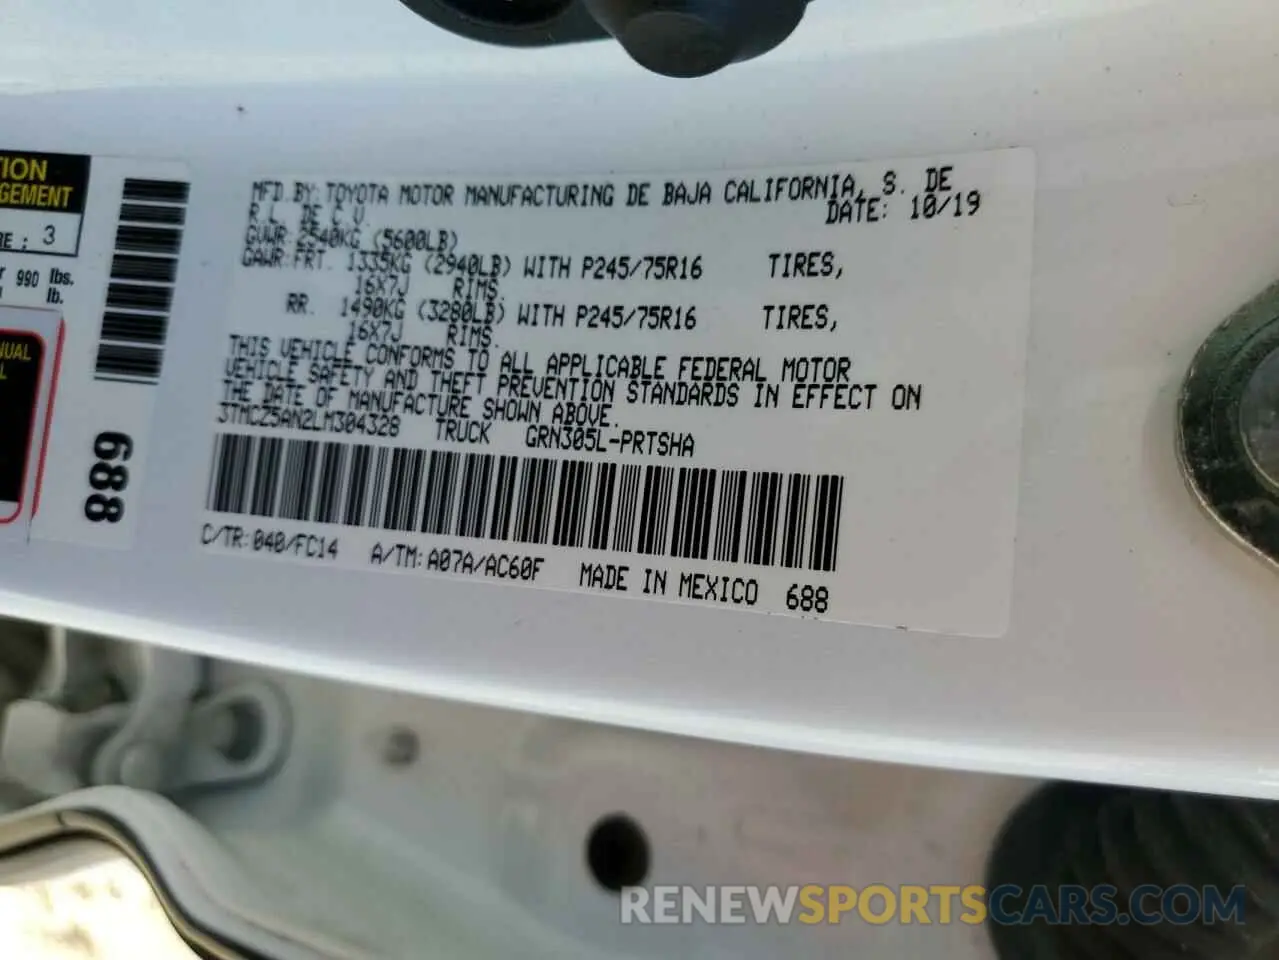 TION
GEMENT
RE : 3
r 990 lbs.
lb.
NUAL
L
688
MFD.BY:TOYOTA MOTOR MANUFACTURING DE BAJA CALIFORNIA, S. DE
R.L. DE C.V. DATE: 10/19
GVWR:2540KG (5600LB)
GAWR:FRT. 1335KG (2940LB) WITH P245/75R16 TIRES,
16X7J RIMS.
RR. 1490KG (3280LB) WITH P245/75R16 TIRES,
16X7J RIMS.
THIS VEHICLE CONFORMS TO ALL APPLICABLE FEDERAL MOTOR
VEHICLE SAFETY AND THEFT PREVENTION STANDARDS IN EFFECT ON
THE DATE OF MANUFACTURE SHOWN ABOVE.
3TMCZ5AN2LM304328 TRUCK GRN305L-PRTSHA
C/TR:040/FC14 A/TM:A07A/AC60F MADE IN MEXICO 688
RENEWSPORTSCARS.COM